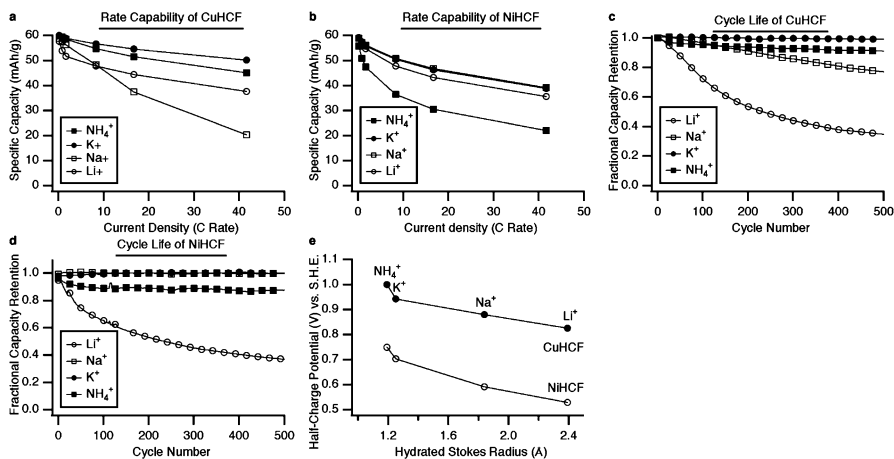 a
Rate Capability of CuHCF
Specific Capacity (mAh/g)
60
50
40
30
20
10
0
NH4+
K+
Na+
Li+
0
10
20
30
40
50
Current Density (C Rate)
b
Rate Capability of NiHCF
Specific Capacity (mAh/g)
60
50
40
30
20
10
0
NH4+
K+
Na+
Li+
0
10
20
30
40
50
Current density (C Rate)
c
Cycle Life of CuHCF
Fractional Capacity Retention
1.0
0.8
0.6
0.4
0.2
0.0
Li+
Na+
K+
NH4+
0
100
200
300
400
500
Cycle Number
d
Cycle Life of NiHCF
Fractional Capacity Retention
1.0
0.8
0.6
0.4
0.2
0.0
Li+
Na+
K+
NH4+
0
100
200
300
400
500
Cycle Number
e
Half-Charge Potential (V) vs. S.H.E.
1.1
1.0
0.9
0.8
0.7
0.6
0.5
NH4+
K+
Na+
Li+
CuHCF
NiHCF
1.2
1.6
2.0
2.4
Hydrated Stokes Radius (Å)